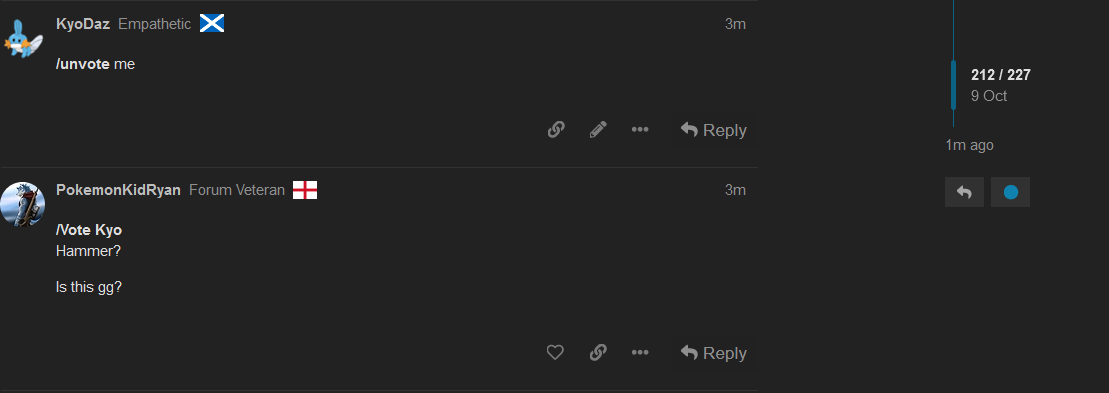 KyoDaz Empathetic 3m
/unvote me
Reply
212 / 227
9 Oct
1m ago
PokemonKidRyan Forum Veteran 3m
/Vote Kyo
Hammer?
Is this gg?
Reply